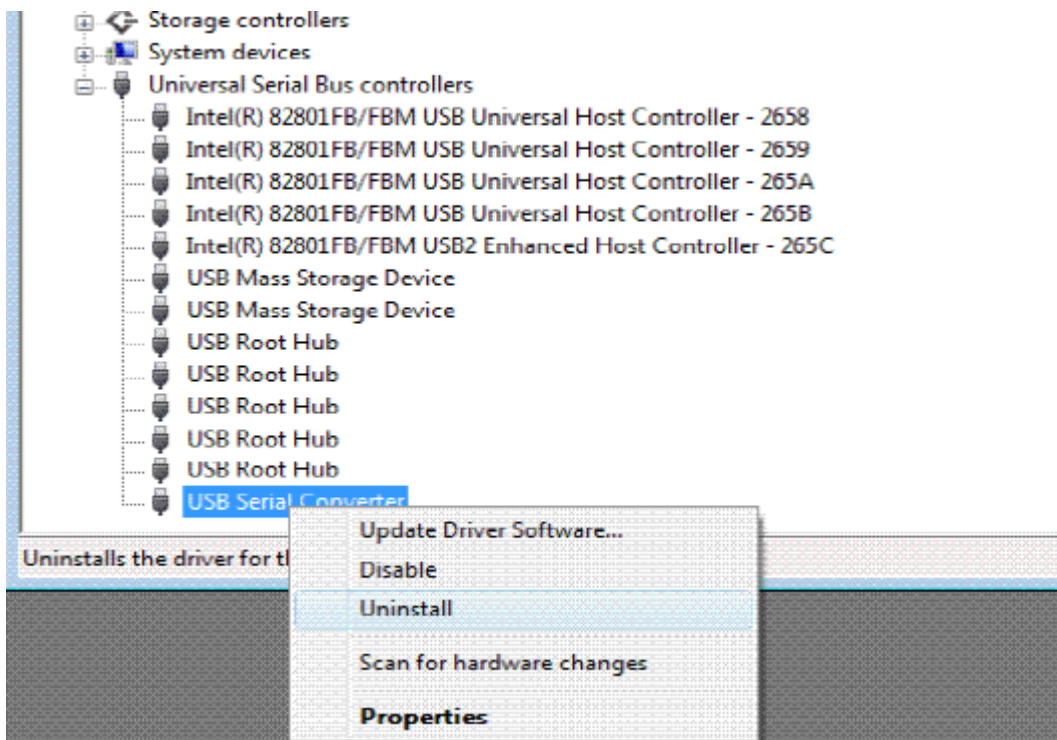 Storage controllers
System devices
Universal Serial Bus controllers
Intel(R) 82801FB/FBM USB Universal Host Controller - 2658
Intel(R) 82801FB/FBM USB Universal Host Controller - 2659
Intel(R) 82801FB/FBM USB Universal Host Controller - 265A
Intel(R) 82801FB/FBM USB Universal Host Controller - 265B
Intel(R) 82801FB/FBM USB2 Enhanced Host Controller - 265C
USB Mass Storage Device
USB Mass Storage Device
USB Root Hub
USB Root Hub
USB Root Hub
USB Root Hub
USB Root Hub
USB Serial Converter
Update Driver Software...
Uninstalls the driver for th
Disable
Uninstall
Scan for hardware changes
Properties